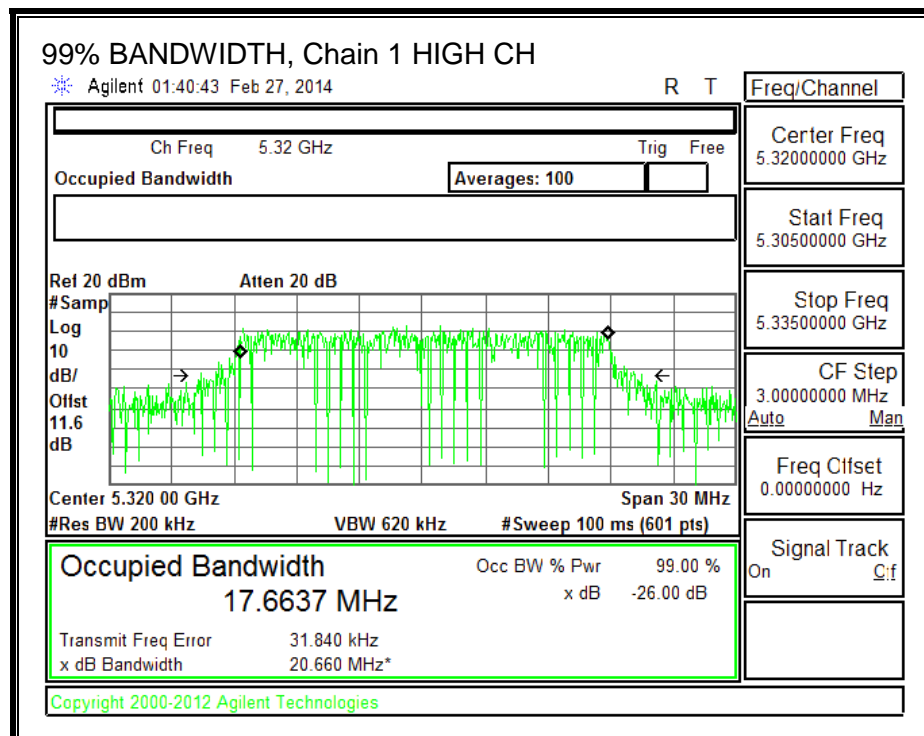 99% BANDWIDTH, Chain 1 HIGH CH
Agilent 01:40:43 Feb 27, 2014 R T
Freq/Channel
Ch Freq 5.32 GHz Trig Free
Occupied Bandwidth Averages: 100
Center Freq
5.32000000 GHz
Start Freq
5.30500000 GHz
Stop Freq
5.33500000 GHz
CF Step
3.00000000 MHz
Auto Man
Freq Offset
0.00000000 Hz
Signal Track
On Off
Ref 20 dBm Atten 20 dB
#Samp
Log
10
dB/
Offst
11.6
dB
Center 5.320 00 GHz Span 30 MHz
#Res BW 200 kHz VBW 620 kHz #Sweep 100 ms (601 pts)
Occupied Bandwidth Occ BW % Pwr 99.00 %
17.6637 MHz x dB -26.00 dB
Transmit Freq Error 31.840 kHz
x dB Bandwidth 20.660 MHz*
Copyright 2000-2012 Agilent Technologies